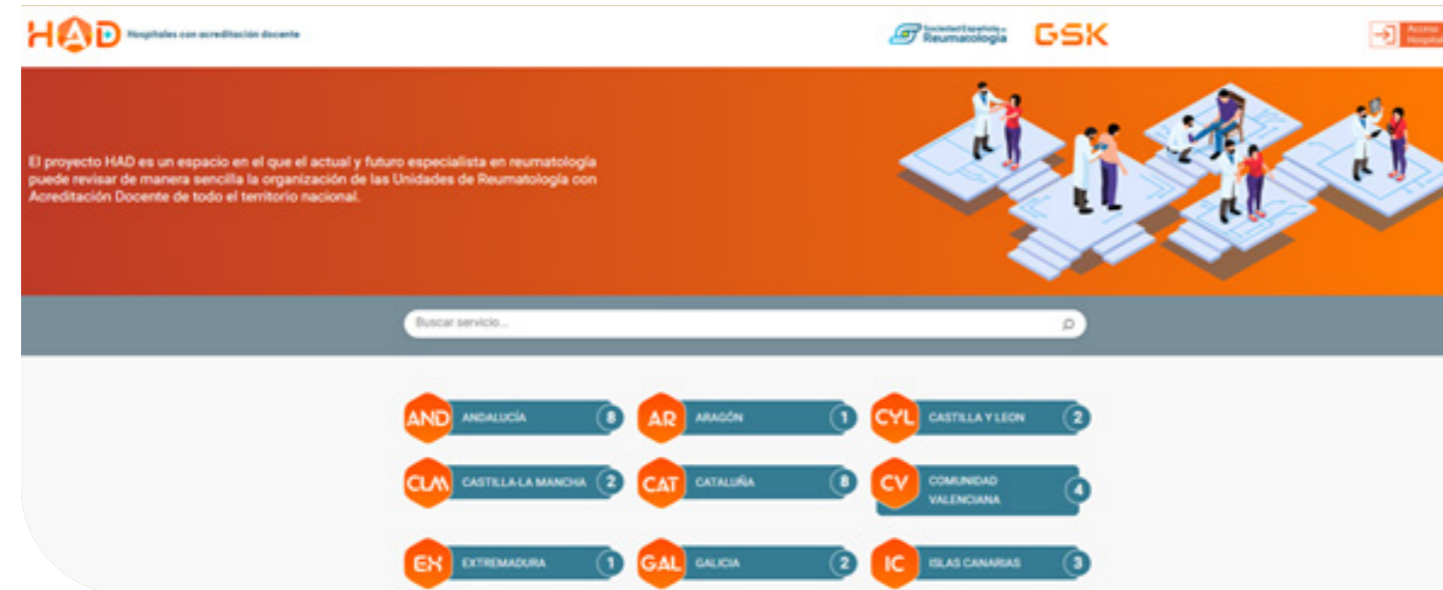 HAD Hospitales con acreditación docente
Sociedad Española de
Reumatología
GSK
Acceso
Hospital
El proyecto HAD es un espacio en el que el actual y futuro especialista en reumatología
puede revisar de manera sencilla la organización de las Unidades de Reumatología con
Acreditación Docente de todo el territorio nacional.
Buscar servicio...
AND ANDALUCÍA 8
AR ARAGÓN 1
CYL CASTILLA Y LEON 2
CLM CASTILLA-LA MANCHA 2
CAT CATALUÑA 8
CV COMUNIDAD
VALENCIANA 4
EX EXTREMADURA 1
GAL GALICIA 2
IC ISLAS CANARIAS 3